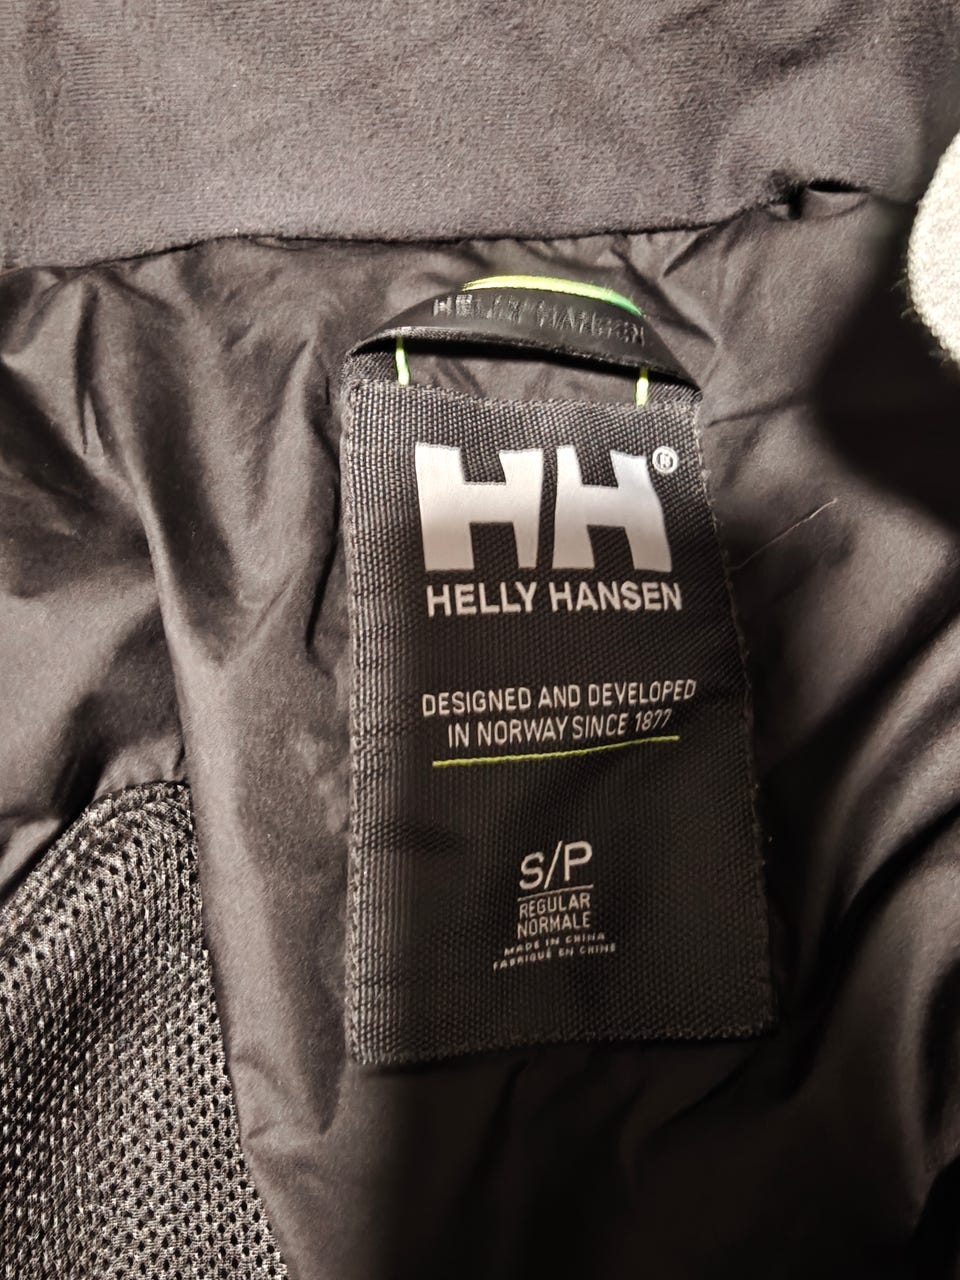 HELLY HANSEN
HH®
HELLY HANSEN
DESIGNED AND DEVELOPED
IN NORWAY SINCE 1877
S/P
REGULAR
NORMALE
MADE IN CHINA
FABRIQUÉ EN CHINE